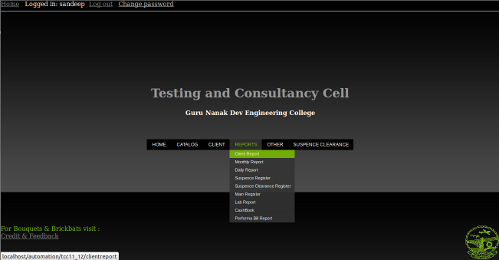 Home Logged in: sandeep Log out Change password
Testing and Consultancy Cell
Guru Nanak Dev Engineering College
HOME CATALOG CLIENT REPORTS OTHER SUSPENCE CLEARANCE
Client Report
Monthly Report
Daily Report
Suspence Register
Suspence Clearence Register
Main Register
Lab Report
CashBook
Performa Bill Report
For Bouquets & Brickbats visit :
Credit & Feedback
localhost/automation/tcc11_12/clientreport